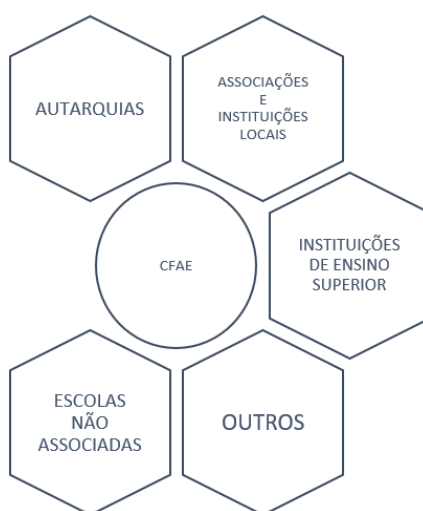 AUTARQUIAS
ASSOCIAÇÕES
E
INSTITUIÇÕES
LOCAIS
CFAE
INSTITUIÇÕES
DE ENSINO
SUPERIOR
ESCOLAS
NÃO
ASSOCIADAS
OUTROS